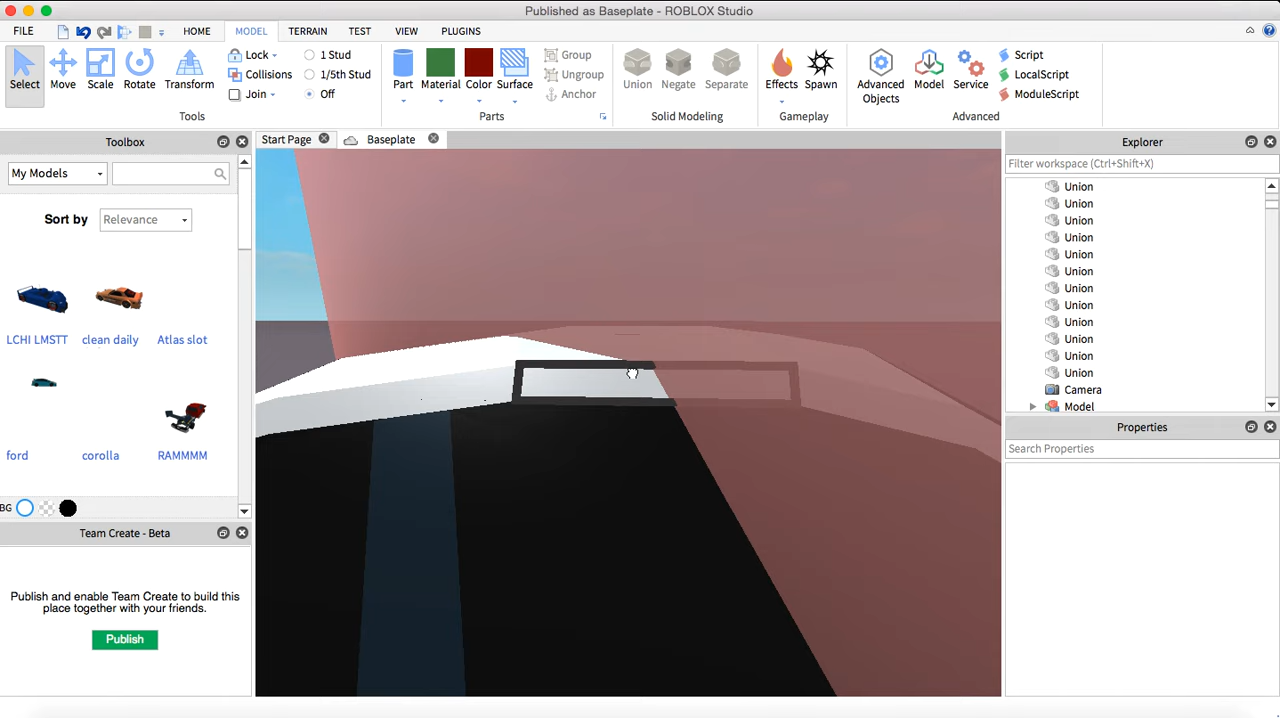 Published as Baseplate - ROBLOX Studio
FILE HOME MODEL TERRAIN TEST VIEW PLUGINS
Select Move Scale Rotate Transform
Lock
Collisions
Join
1 Stud
1/5th Stud
Off
Tools
Part Material Color Surface
Group
Ungroup
Anchor
Parts
Union Negate Separate
Solid Modeling
Effects Spawn
Gameplay
Advanced Objects Model Service
Script
LocalScript
ModuleScript
Advanced
Toolbox
My Models
Sort by Relevance
LCHI LMSTT clean daily Atlas slot
ford corolla RAMMMM
BG
Team Create - Beta
Publish and enable Team Create to build this
place together with your friends.
Publish
Start Page Baseplate
Explorer
Filter workspace (Ctrl+Shift+X)
Union
Union
Union
Union
Union
Union
Union
Union
Union
Union
Union
Union
Camera
Model
Properties
Search Properties